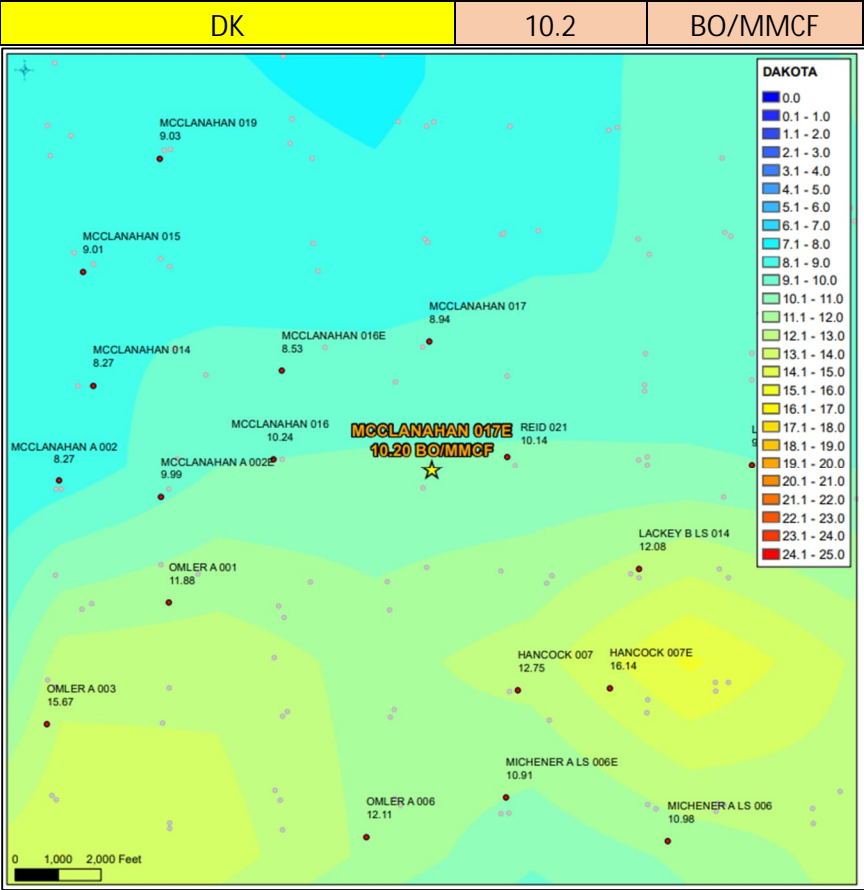 DK 10.2 BO/MMCF
DAKOTA
0.0
0.1 - 1.0
1.1 - 2.0
2.1 - 3.0
3.1 - 4.0
4.1 - 5.0
5.1 - 6.0
6.1 - 7.0
7.1 - 8.0
8.1 - 9.0
9.1 - 10.0
10.1 - 11.0
11.1 - 12.0
12.1 - 13.0
13.1 - 14.0
14.1 - 15.0
15.1 - 16.0
16.1 - 17.0
17.1 - 18.0
18.1 - 19.0
19.1 - 20.0
20.1 - 21.0
21.1 - 22.0
22.1 - 23.0
23.1 - 24.0
24.1 - 25.0
MCCLANAHAN 019
9.03
MCCLANAHAN 015
9.01
MCCLANAHAN 017
8.94
MCCLANAHAN 016E
8.53
MCCLANAHAN 014
8.27
MCCLANAHAN 016
10.24
MCCLANAHAN 017E
10.20 BO/MMCF
REID 021
10.14
L
9
MCCLANAHAN A 002
8.27
MCCLANAHAN A 002E
9.99
LACKEY B LS 014
12.08
OMLER A 001
11.88
HANCOCK 007
12.75
HANCOCK 007E
16.14
OMLER A 003
15.67
MICHENER A LS 006E
10.91
OMLER A 006
12.11
MICHENER A LS 006
10.98
0 1,000 2,000 Feet